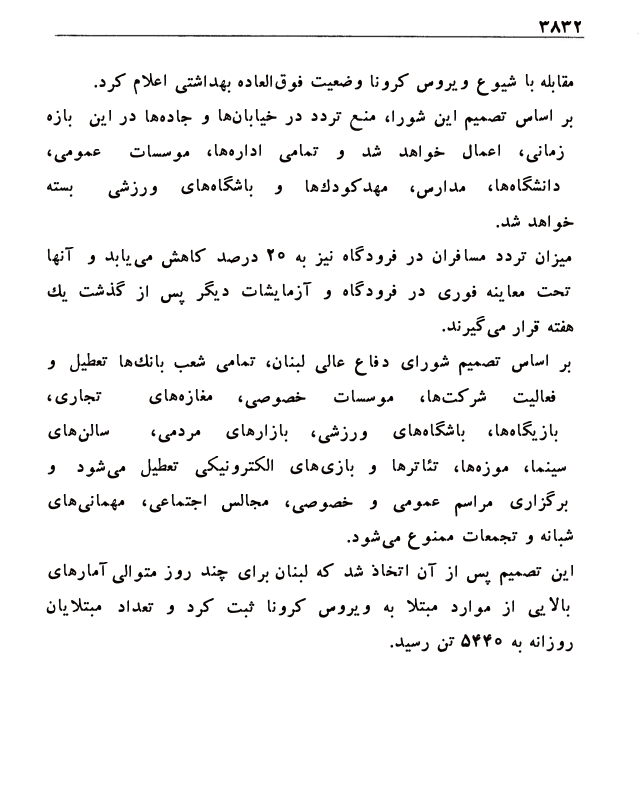 ۳۸۳۲
مقابله با شیوع ویروس کرونا وضعیت فوق‌العاده بهداشتی اعلام کرد.
بر اساس تصمیم این شورا، منع تردد در خیابان‌ها و جاده‌ها در این بازه
زمانی، اعمال خواهد شد و تمامی اداره‌ها، موسسات عمومی،
دانشگاه‌ها، مدارس، مهدکودك‌ها و باشگاه‌های ورزشی بسته
خواهد شد.
میزان تردد مسافران در فرودگاه نیز به ۲۰ درصد کاهش می‌یابد و آنها
تحت معاینه فوری در فرودگاه و آزمایشات دیگر پس از گذشت یك
هفته قرار می‌گیرند.
بر اساس تصمیم شورای دفاع عالی لبنان، تمامی شعب بانك‌ها تعطیل و
فعالیت شرکت‌ها، موسسات خصوصی، مغازه‌های تجاری،
بازیگاه‌ها، باشگاه‌های ورزشی، بازارهای مردمی، سالن‌های
سینما، موزه‌ها، تئاترها و بازی‌های الکترونیکی تعطیل می‌شود و
برگزاری مراسم عمومی و خصوصی، مجالس اجتماعی، مهمانی‌های
شبانه و تجمعات ممنوع می‌شود.
این تصمیم پس از آن اتخاذ شد که لبنان برای چند روز متوالی آمارهای
بالایی از موارد مبتلا به ویروس کرونا ثبت کرد و تعداد مبتلایان
روزانه به ۵۴۴۰ تن رسید.